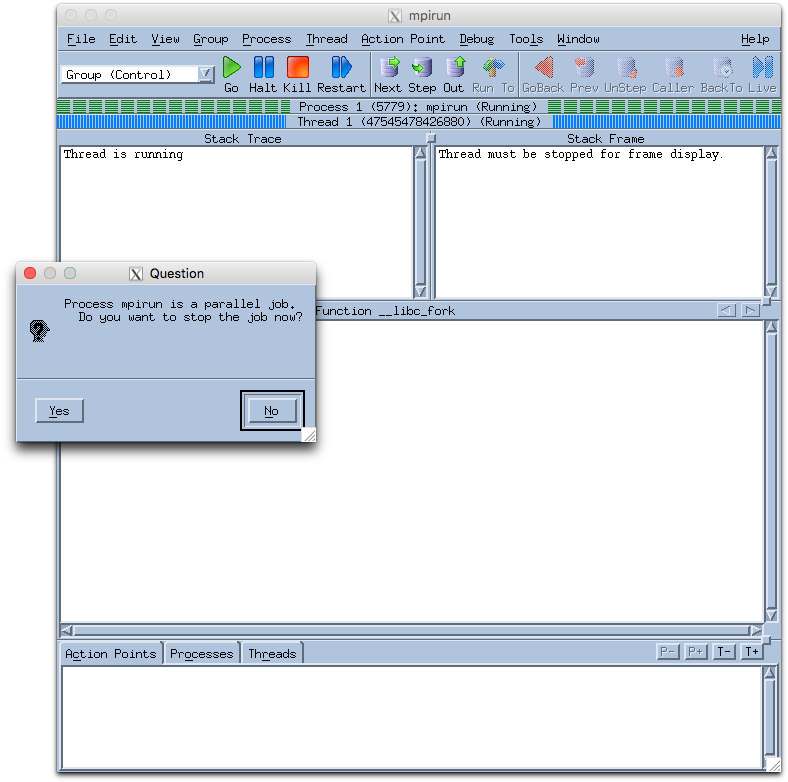 mpirun
File Edit View Group Process Thread Action Point Debug Tools Window Help
Group (Control)
Go Halt Kill Restart Next Step Out Run To GoBack Prev UnStep Caller BackTo Live
Process 1 (5779): mpirun (Running)
Thread 1 (47545478426880) (Running)
Stack Trace
Stack Frame
Thread is running
Thread must be stopped for frame display.
Question
Process mpirun is a parallel job.
Do you want to stop the job now?
Yes
No
Function __libc_fork
Action Points Processes Threads P- P+ T- T+